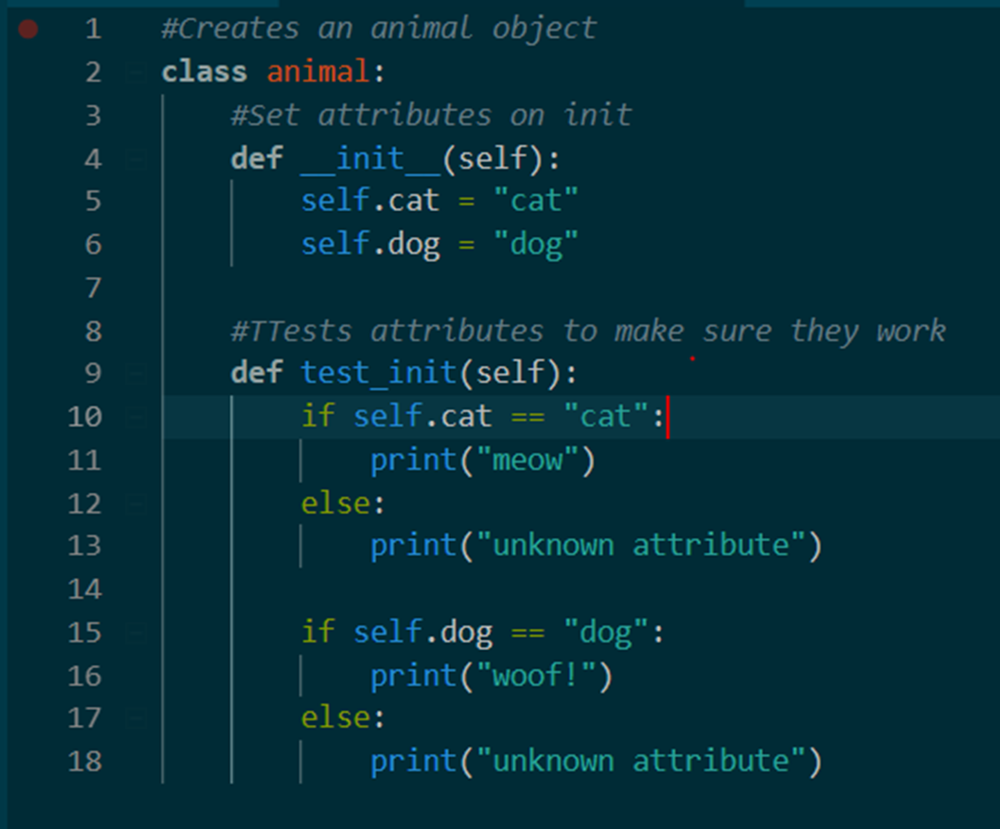 1 #Creates an animal object
2 class animal:
3     #Set attributes on init
4     def __init__(self):
5         self.cat = "cat"
6         self.dog = "dog"
7
8     #TTests attributes to make sure they work
9     def test_init(self):
10         if self.cat == "cat":
11             print("meow")
12         else:
13             print("unknown attribute")
14
15         if self.dog == "dog":
16             print("woof!")
17         else:
18             print("unknown attribute")